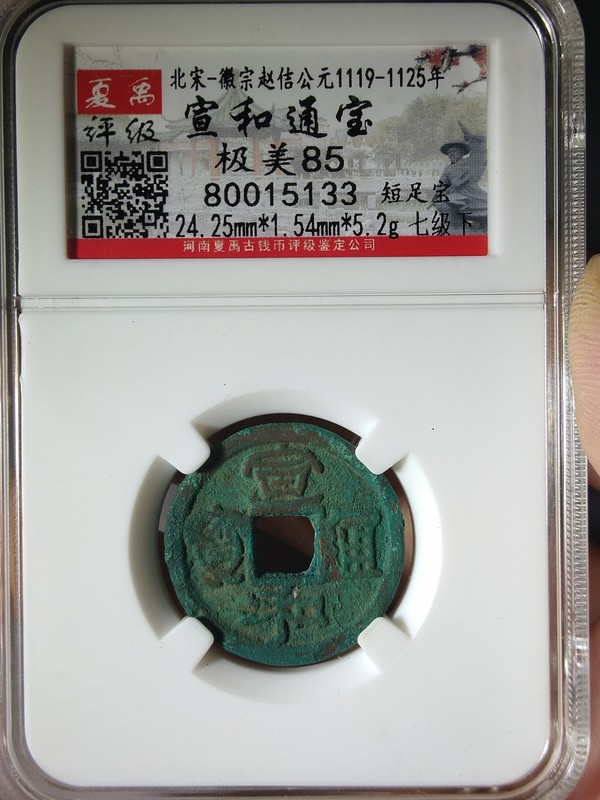 夏禹
评级
北宋-徽宗赵佶公元1119-1125年
宣和通宝
极美85
80015133 短足宝
24.25mm*1.54mm*5.2g 七级下
河南夏禹古钱币评级鉴定公司
宣和通寳